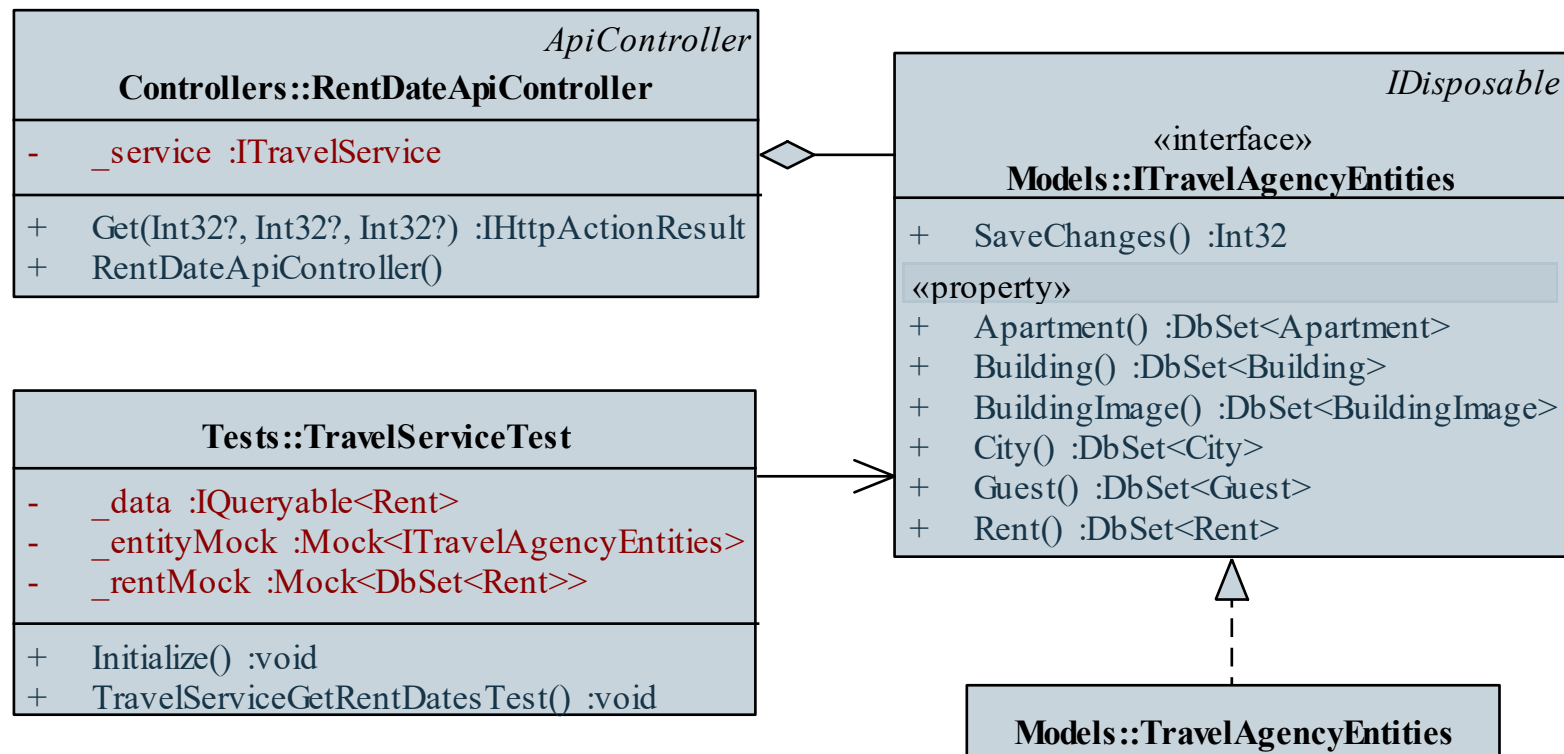 ApiController
Controllers::RentDateApiController
- _service :ITravelService
+ Get(Int32?, Int32?, Int32?) :IHttpActionResult
+ RentDateApiController()
IDisposable
«interface»
Models::ITravelAgencyEntities
+ SaveChanges() :Int32
«property»
+ Apartment() :DbSet<Apartment>
+ Building() :DbSet<Building>
+ BuildingImage() :DbSet<BuildingImage>
+ City() :DbSet<City>
+ Guest() :DbSet<Guest>
+ Rent() :DbSet<Rent>
Tests::TravelServiceTest
- _data :IQueryable<Rent>
- _entityMock :Mock<ITravelAgencyEntities>
- _rentMock :Mock<DbSet<Rent>>
+ Initialize() :void
+ TravelServiceGetRentDatesTest() :void
Models::TravelAgencyEntities